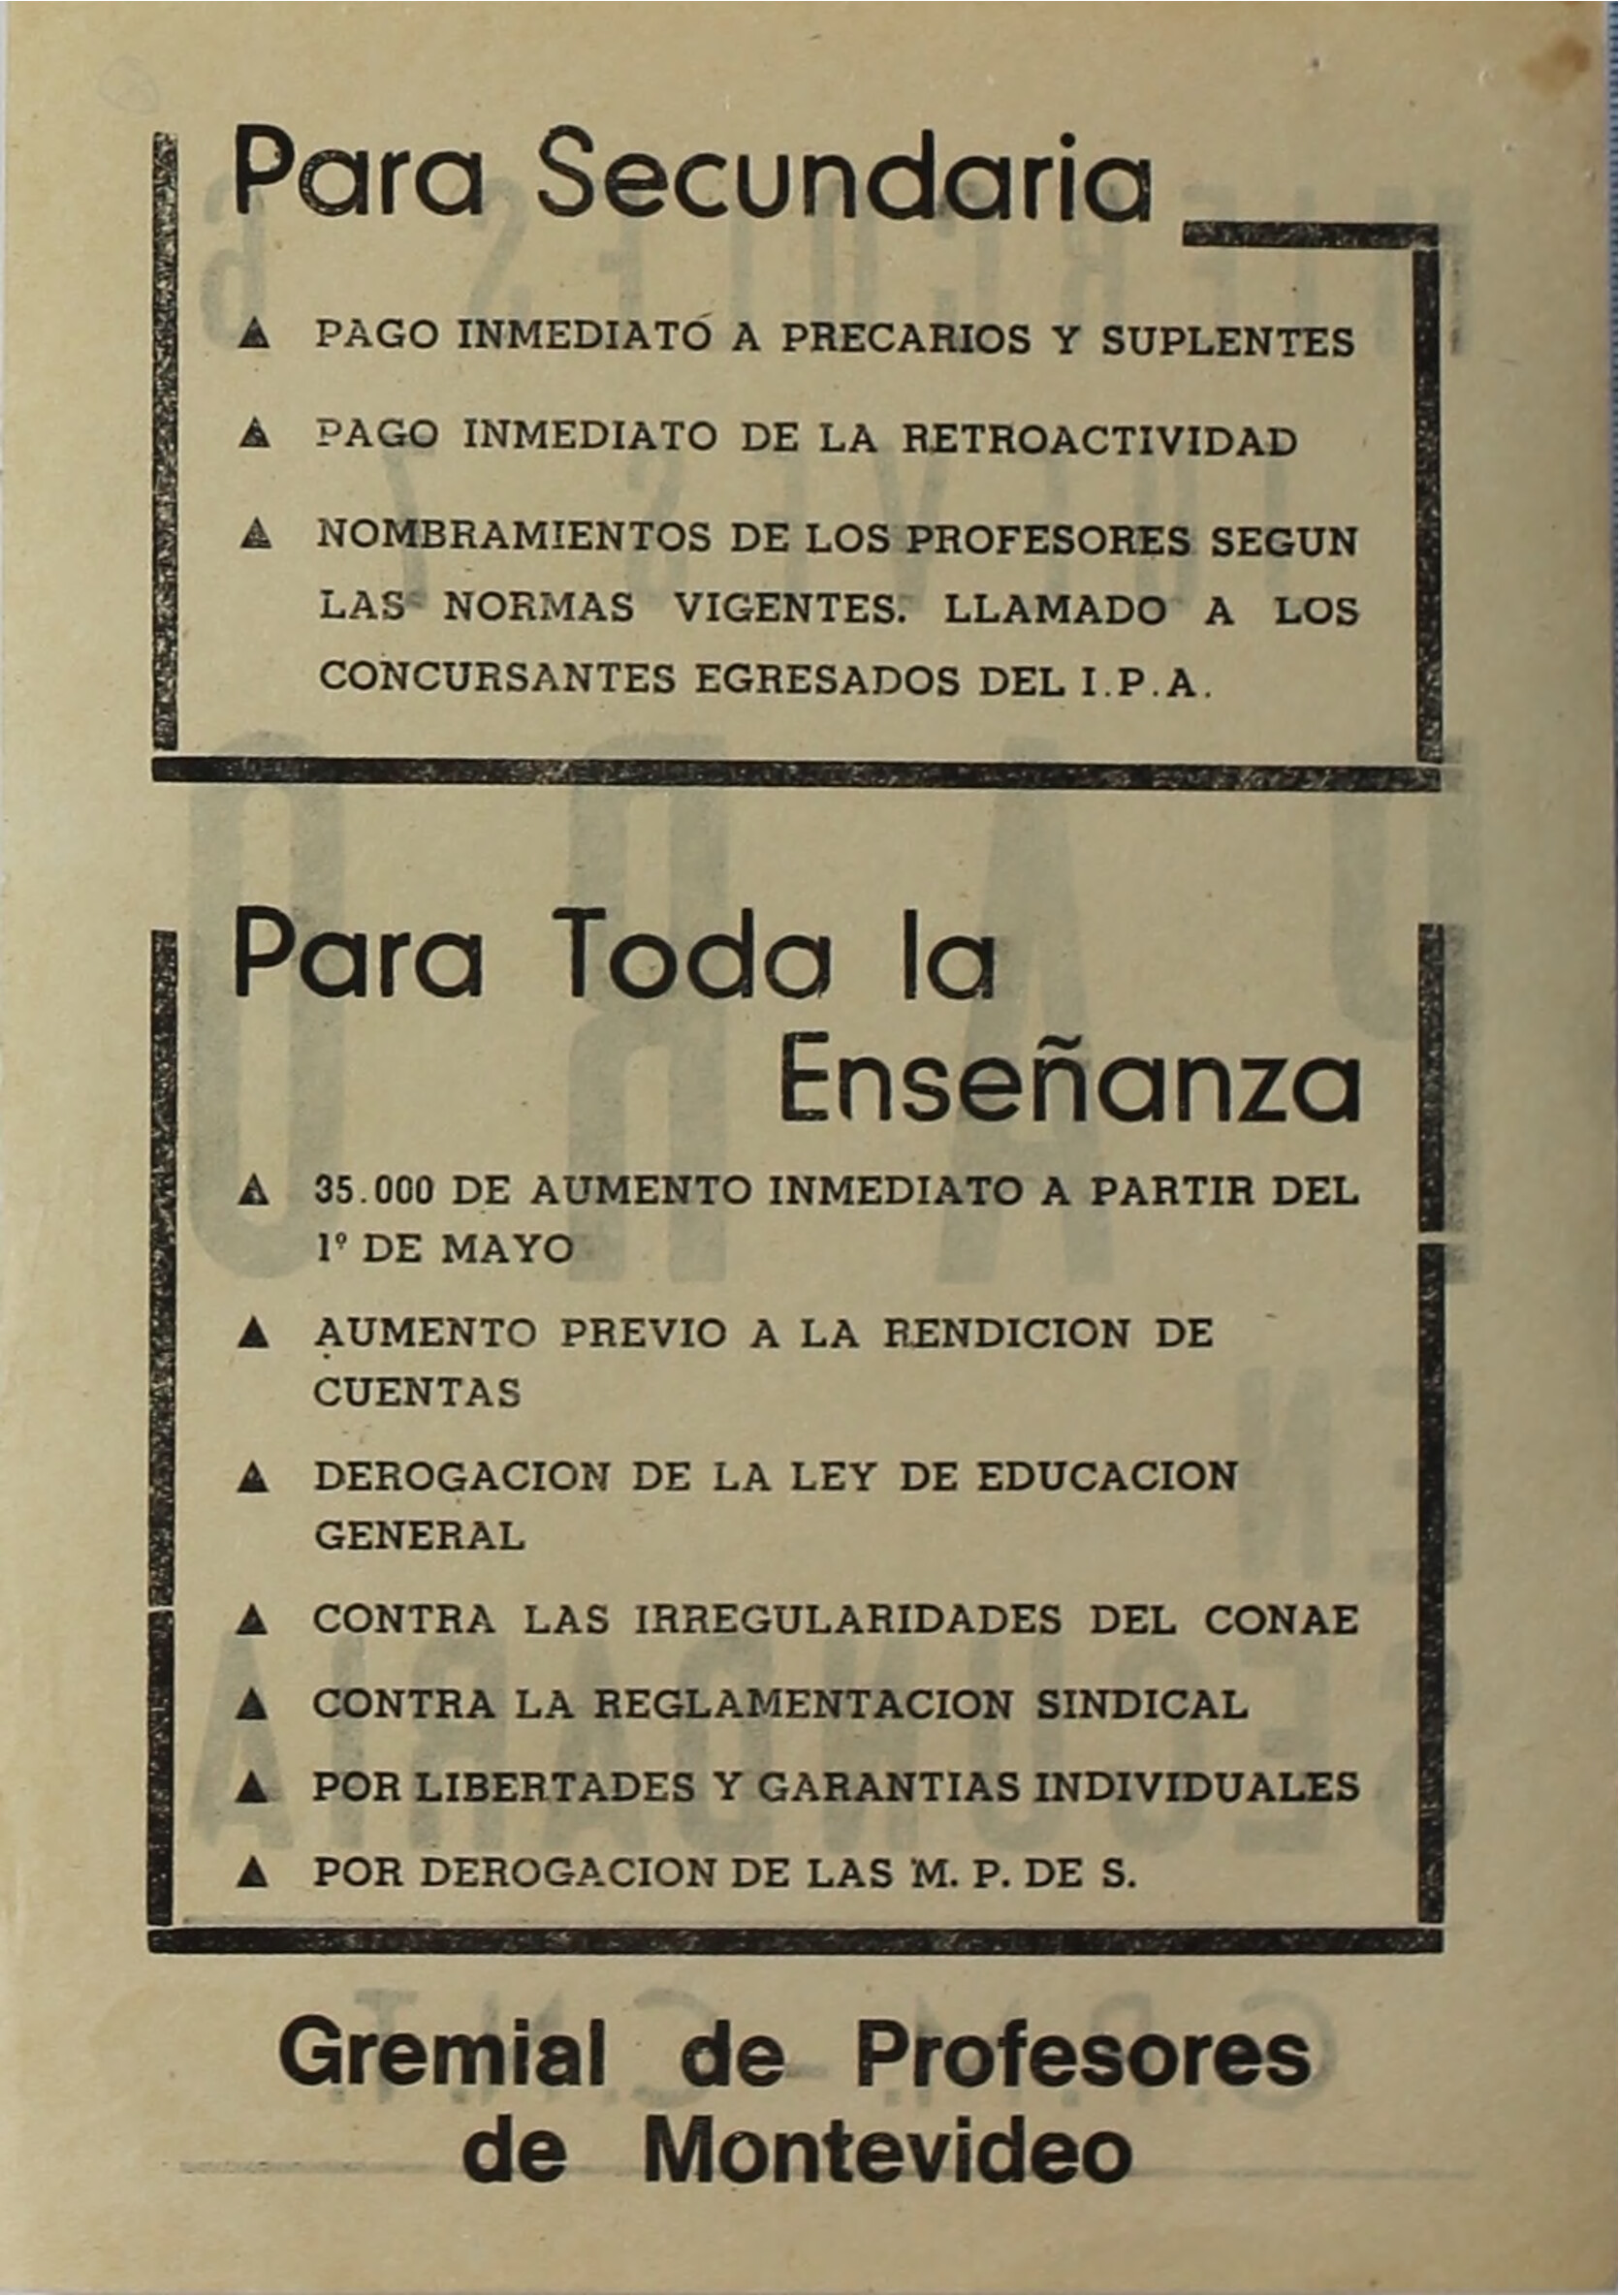 Para Secundaria
▲ PAGO INMEDIATO A PRECARIOS Y SUPLENTES
▲ PAGO INMEDIATO DE LA RETROACTIVIDAD
▲ NOMBRAMIENTOS DE LOS PROFESORES SEGUN
LAS NORMAS VIGENTES. LLAMADO A LOS
CONCURSANTES EGRESADOS DEL I.P.A.
Para Toda la
Enseñanza
▲ 35.000 DE AUMENTO INMEDIATO A PARTIR DEL
1º DE MAYO
▲ AUMENTO PREVIO A LA RENDICION DE
CUENTAS
▲ DEROGACION DE LA LEY DE EDUCACION
GENERAL
▲ CONTRA LAS IRREGULARIDADES DEL CONAE
▲ CONTRA LA REGLAMENTACION SINDICAL
▲ POR LIBERTADES Y GARANTIAS INDIVIDUALES
▲ POR DEROGACION DE LAS M. P. DE S.
Gremial de Profesores
de Montevideo